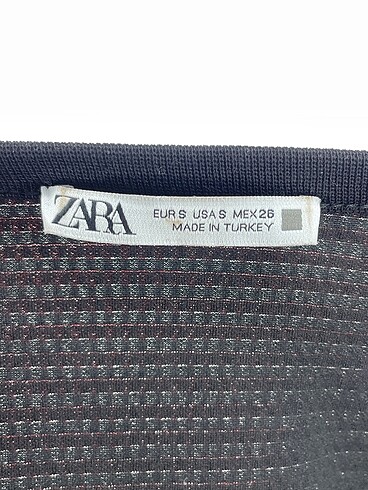 ZARA
EUR S USA S MEX 26
MADE IN TURKEY